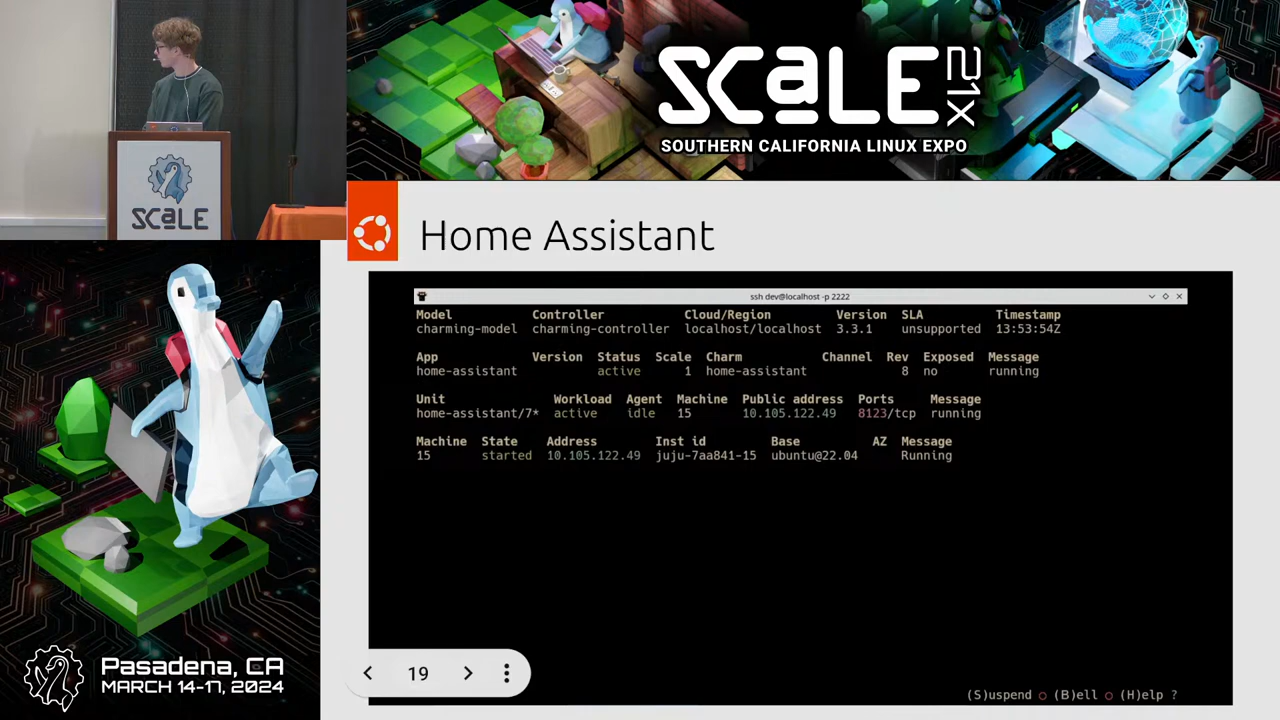 SCALE 21X
SOUTHERN CALIFORNIA LINUX EXPO
SCALE
Home Assistant
ssh dev@localhost -p 2222
Model Controller Cloud/Region Version SLA Timestamp
charming-model charming-controller localhost/localhost 3.3.1 unsupported 13:53:54Z
App Version Status Scale Charm Channel Rev Exposed Message
home-assistant active 1 home-assistant 8 no running
Unit Workload Agent Machine Public address Ports Message
home-assistant/7* active idle 15 10.105.122.49 8123/tcp running
Machine State Address Inst id Base AZ Message
15 started 10.105.122.49 juju-7aa841-15 ubuntu@22.04 Running
19
(S)uspend (B)ell (H)elp ?
Pasadena, CA
MARCH 14-17, 2024